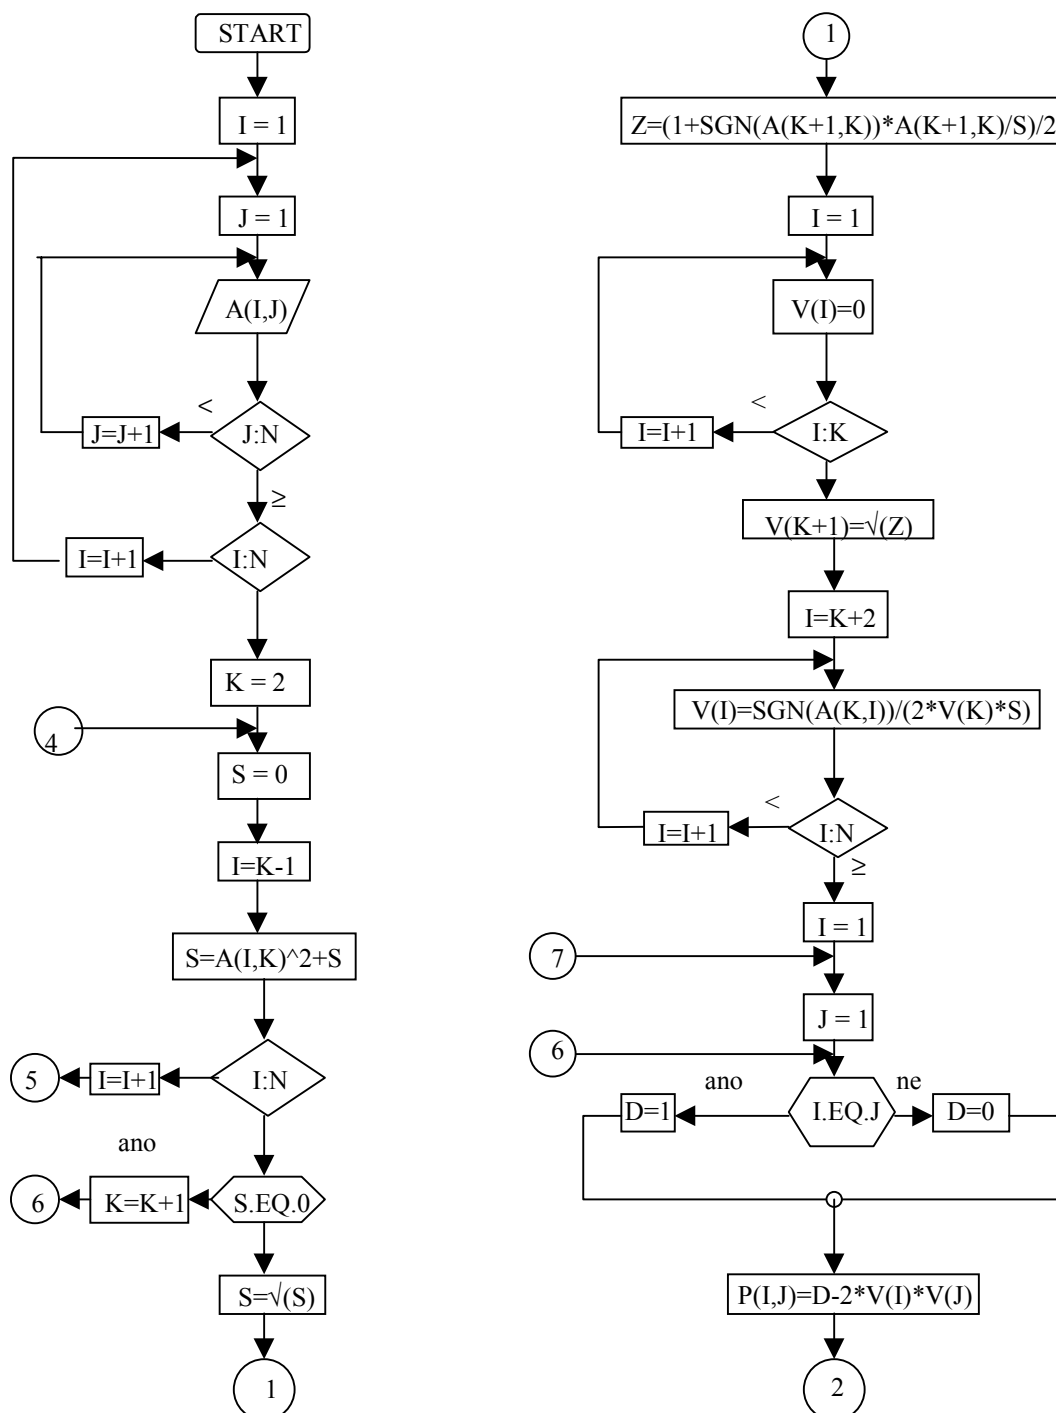 START
I = 1
J = 1
A(I,J)
<
J=J+1
J:N
≥
I=I+1
I:N
K = 2
4
S = 0
I=K-1
S=A(I,K)^2+S
5
I=I+1
I:N
ano
6
K=K+1
S.EQ.0
S=√(S)
1
1
Z=(1+SGN(A(K+1,K))*A(K+1,K)/S)/2
I = 1
V(I)=0
<
I=I+1
I:K
V(K+1)=√(Z)
I=K+2
V(I)=SGN(A(K,I))/(2*V(K)*S)
<
I=I+1
I:N
≥
I = 1
7
J = 1
6
ano
ne
D=1
I.EQ.J
D=0
P(I,J)=D-2*V(I)*V(J)
2